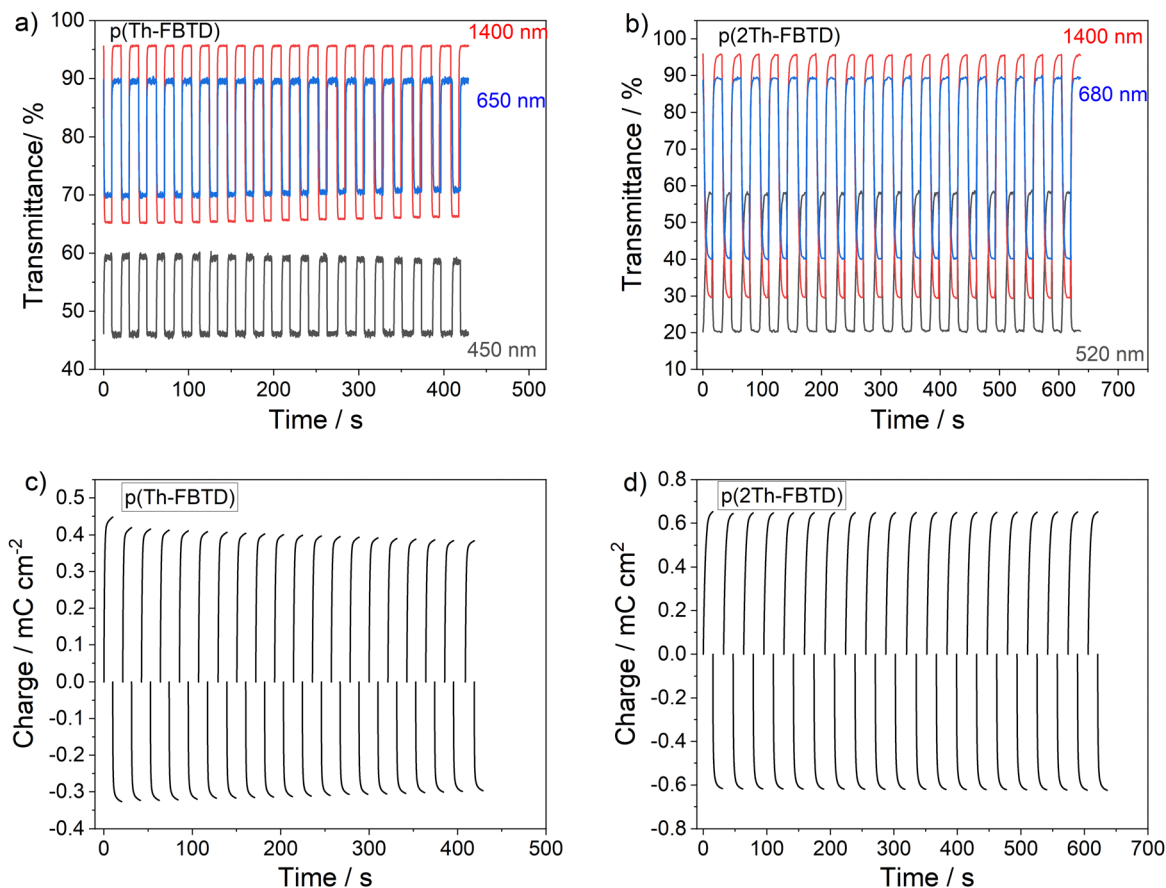 a)
p(Th-FBTD)
1400 nm
650 nm
450 nm
Transmittance/ %
100
90
80
70
60
50
40
0 100 200 300 400 500
Time / s
b)
p(2Th-FBTD)
1400 nm
680 nm
520 nm
Transmittance / %
100
90
80
70
60
50
40
30
20
10
0 100 200 300 400 500 600 700
Time / s
c)
p(Th-FBTD)
Charge / mC cm⁻²
0.5
0.4
0.3
0.2
0.1
0.0
-0.1
-0.2
-0.3
-0.4
0 100 200 300 400 500
Time / s
d)
p(2Th-FBTD)
Charge / mC cm²
0.8
0.6
0.4
0.2
0.0
-0.2
-0.4
-0.6
-0.8
0 100 200 300 400 500 600 700
Time / s